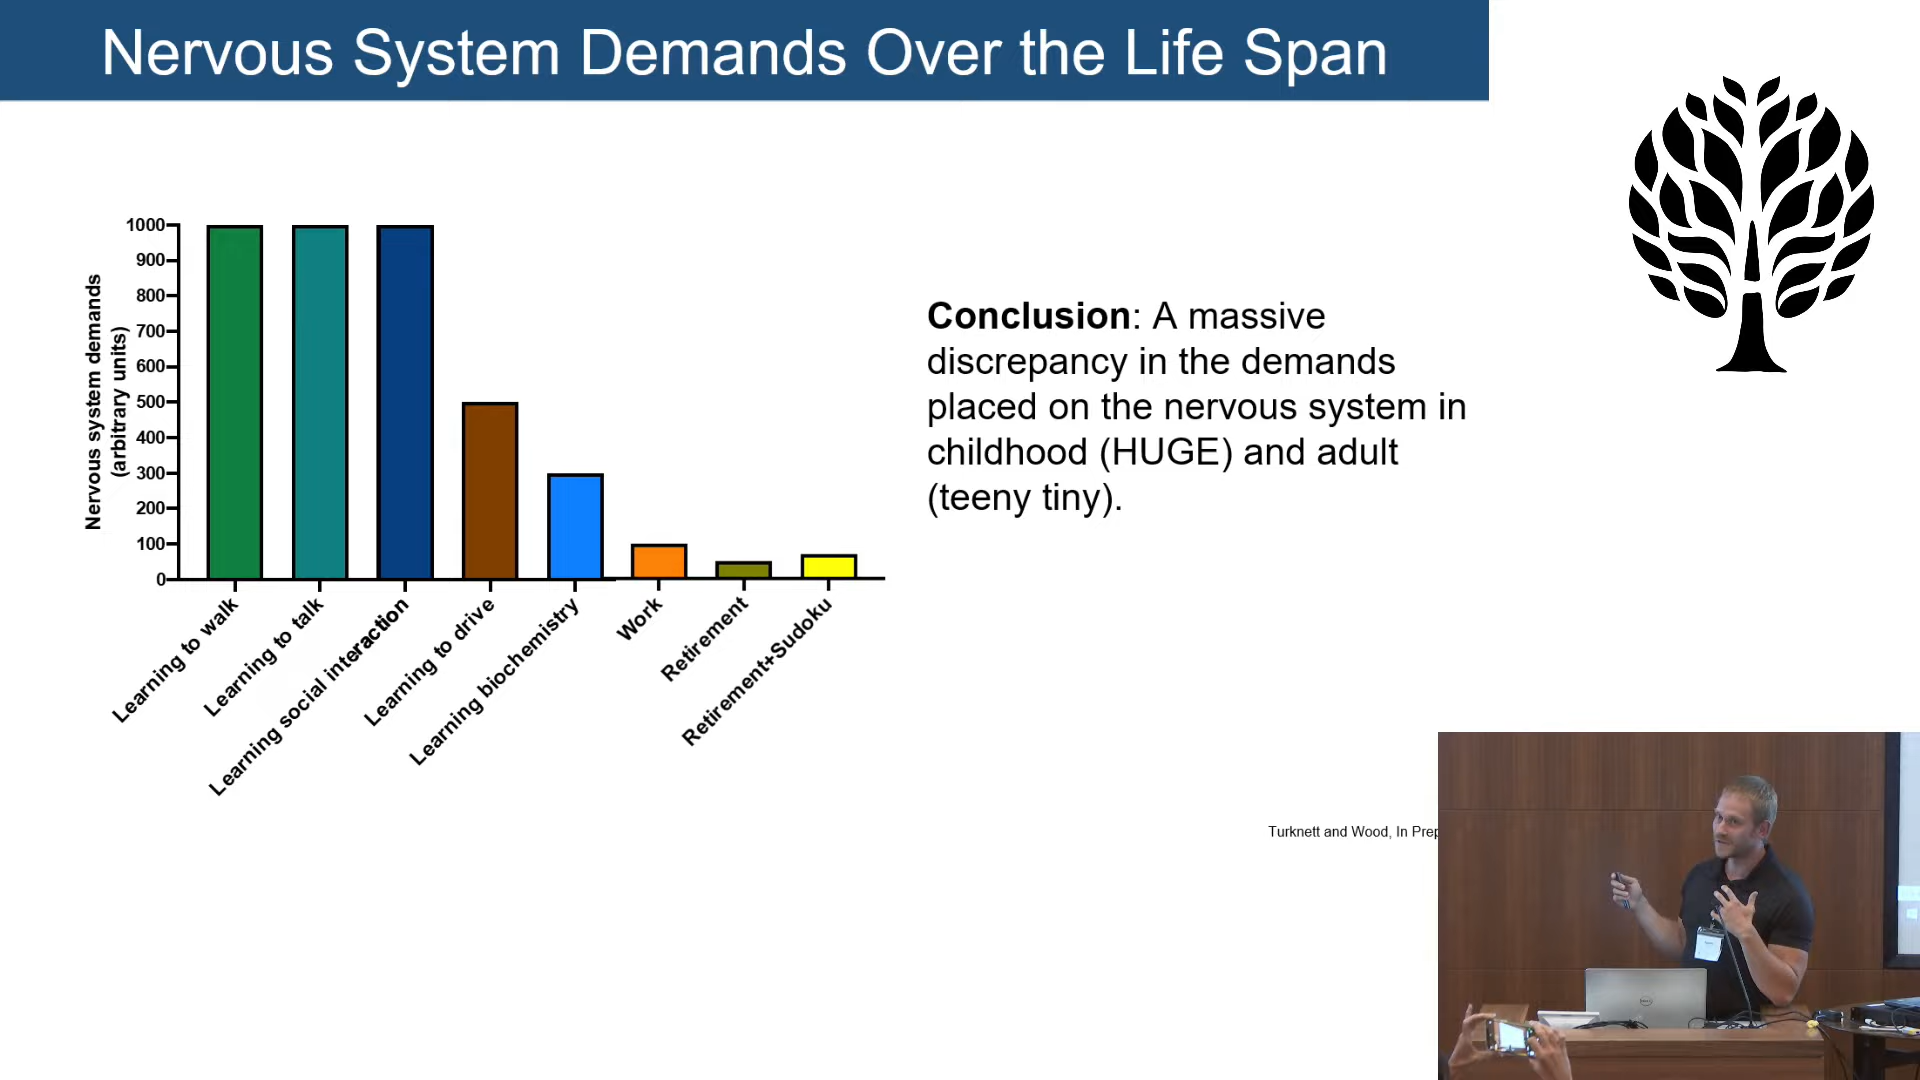 Nervous System Demands Over the Life Span
Nervous system demands
(arbitrary units)
1000
900
800
700
600
500
400
300
200
100
0
Learning to walk
Learning to talk
Learning social interaction
Learning to drive
Learning biochemistry
Work
Retirement
Retirement+Sudoku
Conclusion: A massive
discrepancy in the demands
placed on the nervous system in
childhood (HUGE) and adult
(teeny tiny).
Turknett and Wood, In Prep